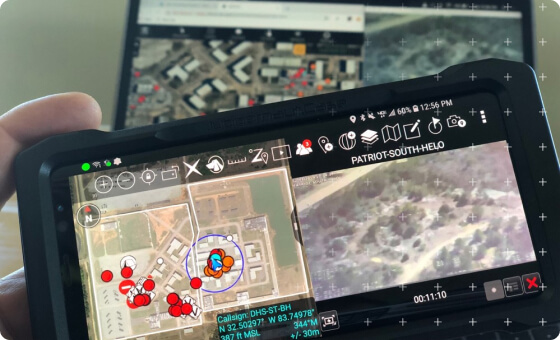 60% 12:56 PM
PATRIOT-SOUTH-HELO
N
Callsign: DHS-ST-BH
N 32.50297° W 83.74978°
387 ft MSL 344°M
+/- 30m
00:11:10